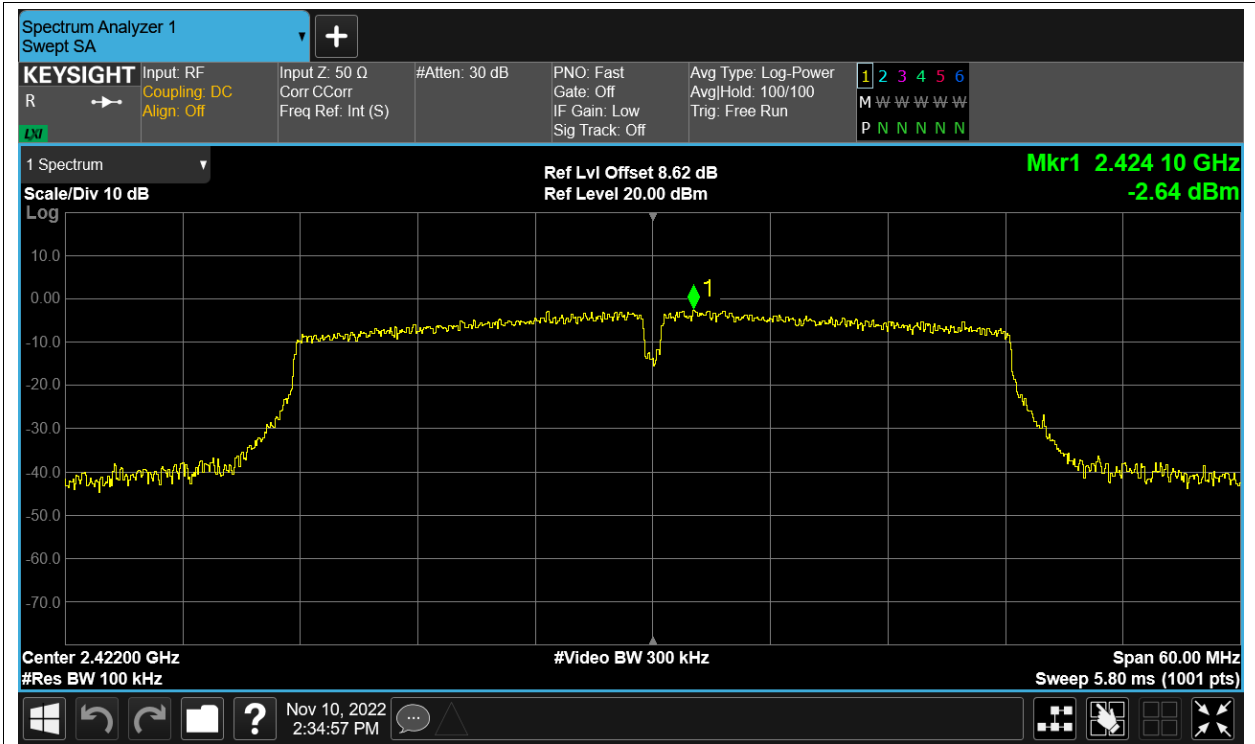 Spectrum Analyzer 1
Swept SA
KEYSIGHT
R
LXI
Input: RF
Coupling: DC
Align: Off
Input Z: 50 Ω
Corr CCorr
Freq Ref: Int (S)
#Atten: 30 dB
PNO: Fast
Gate: Off
IF Gain: Low
Sig Track: Off
Avg Type: Log-Power
Avg|Hold: 100/100
Trig: Free Run
1 2 3 4 5 6
M W W W W W
P N N N N N
1 Spectrum
Scale/Div 10 dB
Log
Ref Lvl Offset 8.62 dB
Ref Level 20.00 dBm
Mkr1 2.424 10 GHz
-2.64 dBm
10.0
0.00
1
-10.0
-20.0
-30.0
-40.0
-50.0
-60.0
-70.0
Center 2.42200 GHz
#Res BW 100 kHz
#Video BW 300 kHz
Span 60.00 MHz
Sweep 5.80 ms (1001 pts)
?
Nov 10, 2022
2:34:57 PM